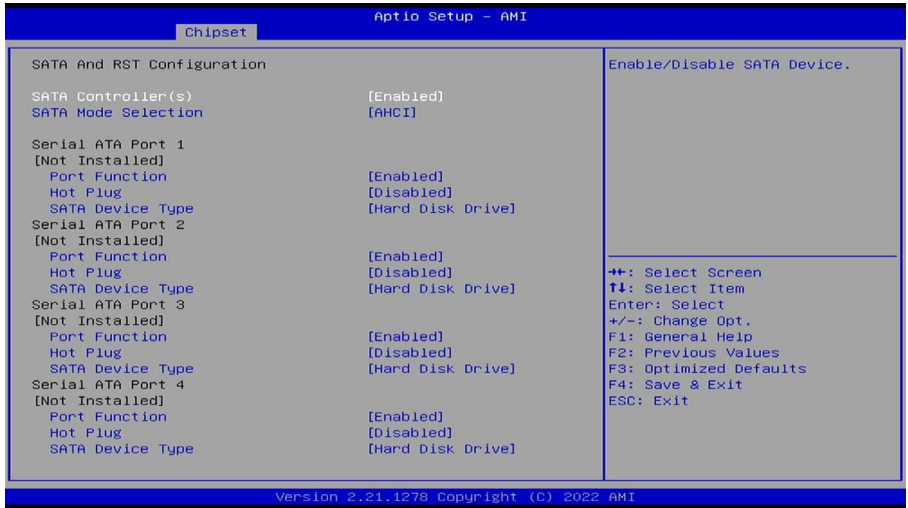 Aptio Setup – AMI
Chipset
SATA And RST Configuration
SATA Controller(s) [Enabled]
SATA Mode Selection [AHCI]
Serial ATA Port 1
[Not Installed]
Port Function [Enabled]
Hot Plug [Disabled]
SATA Device Type [Hard Disk Drive]
Serial ATA Port 2
[Not Installed]
Port Function [Enabled]
Hot Plug [Disabled]
SATA Device Type [Hard Disk Drive]
Serial ATA Port 3
[Not Installed]
Port Function [Enabled]
Hot Plug [Disabled]
SATA Device Type [Hard Disk Drive]
Serial ATA Port 4
[Not Installed]
Port Function [Enabled]
Hot Plug [Disabled]
SATA Device Type [Hard Disk Drive]
Enable/Disable SATA Device.
→←: Select Screen
↑↓: Select Item
Enter: Select
+/-: Change Opt.
F1: General Help
F2: Previous Values
F3: Optimized Defaults
F4: Save & Exit
ESC: Exit
Version 2.21.1278 Copyright (C) 2022 AMI